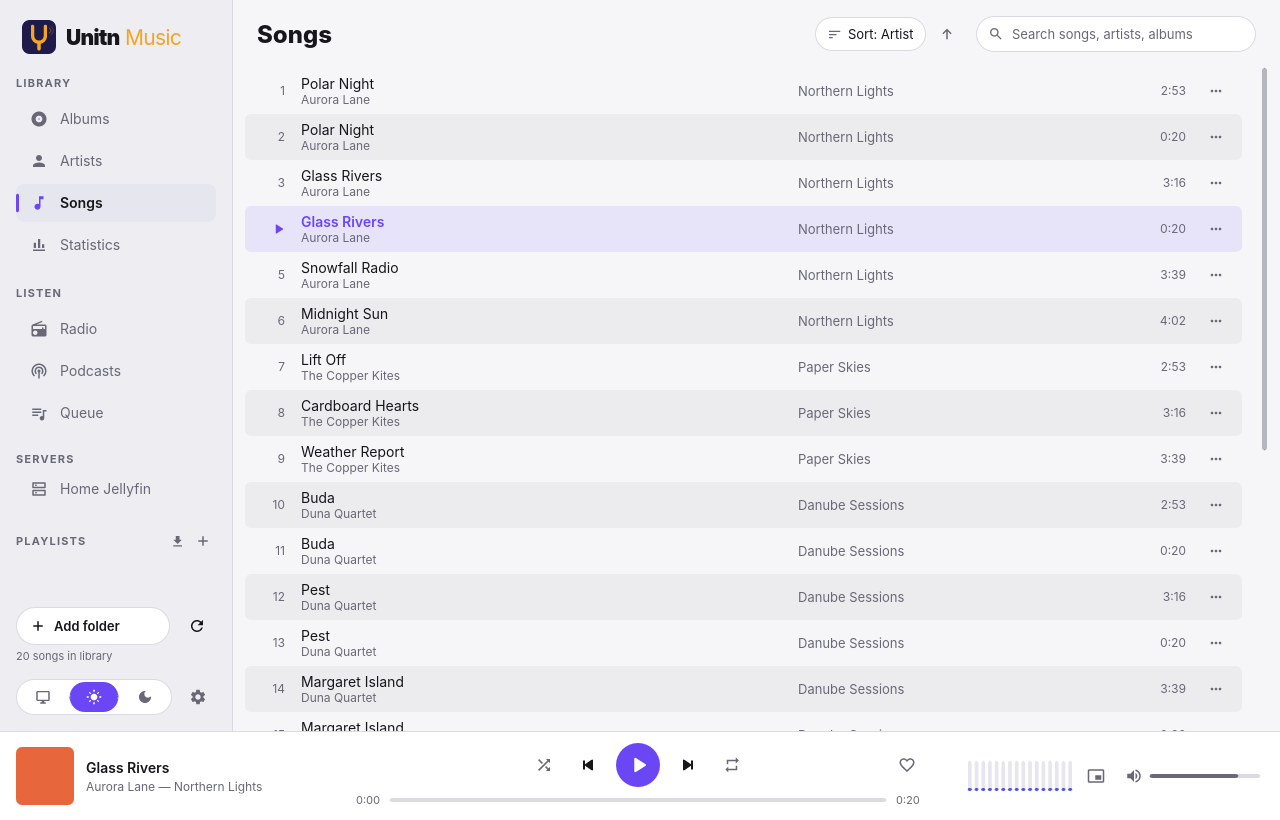 Unitn Music
LIBRARY
Albums
Artists
Songs
Statistics
LISTEN
Radio
Podcasts
Queue
SERVERS
Home Jellyfin
PLAYLISTS
Add folder
20 songs in library
Songs
Sort: Artist
Search songs, artists, albums
1 Polar Night Northern Lights 2:53
Aurora Lane
2 Polar Night Northern Lights 0:20
Aurora Lane
3 Glass Rivers Northern Lights 3:16
Aurora Lane
Glass Rivers Northern Lights 0:20
Aurora Lane
5 Snowfall Radio Northern Lights 3:39
Aurora Lane
6 Midnight Sun Northern Lights 4:02
Aurora Lane
7 Lift Off Paper Skies 2:53
The Copper Kites
8 Cardboard Hearts Paper Skies 3:16
The Copper Kites
9 Weather Report Paper Skies 3:39
The Copper Kites
10 Buda Danube Sessions 2:53
Duna Quartet
11 Buda Danube Sessions 0:20
Duna Quartet
12 Pest Danube Sessions 3:16
Duna Quartet
13 Pest Danube Sessions 0:20
Duna Quartet
14 Margaret Island Danube Sessions 3:39
Duna Quartet
Margaret Island
Glass Rivers
Aurora Lane — Northern Lights
0:00
0:20